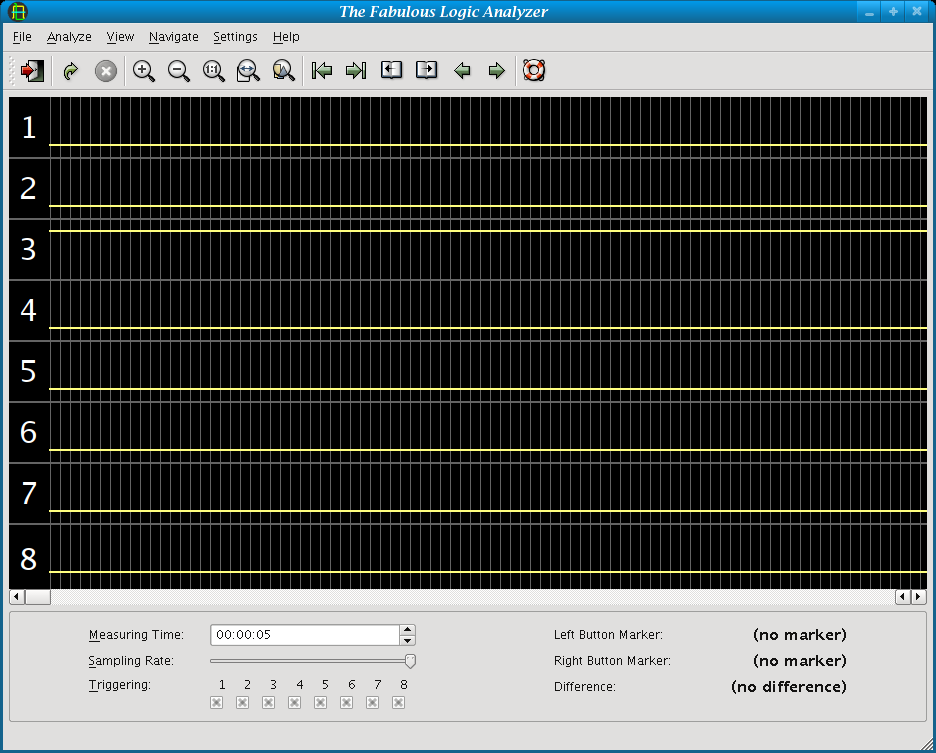 The Fabulous Logic Analyzer
File Analyze View Navigate Settings Help
1:1
1
2
3
4
5
6
7
8
Measuring Time: 00:00:05 Left Button Marker: (no marker)
Sampling Rate: Right Button Marker: (no marker)
Triggering: 1 2 3 4 5 6 7 8 Difference: (no difference)